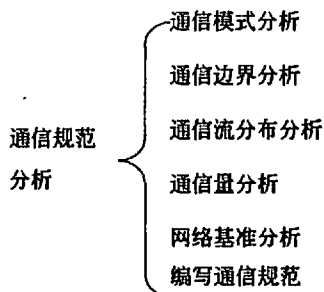 通信模式分析
通信边界分析
通信规范
分析
通信流分布分析
通信量分析
网络基准分析
编写通信规范